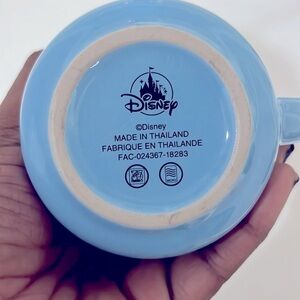 Disney
©Disney
MADE IN THAILAND
FABRIQUE EN THAILANDE
FAC-024367-18283